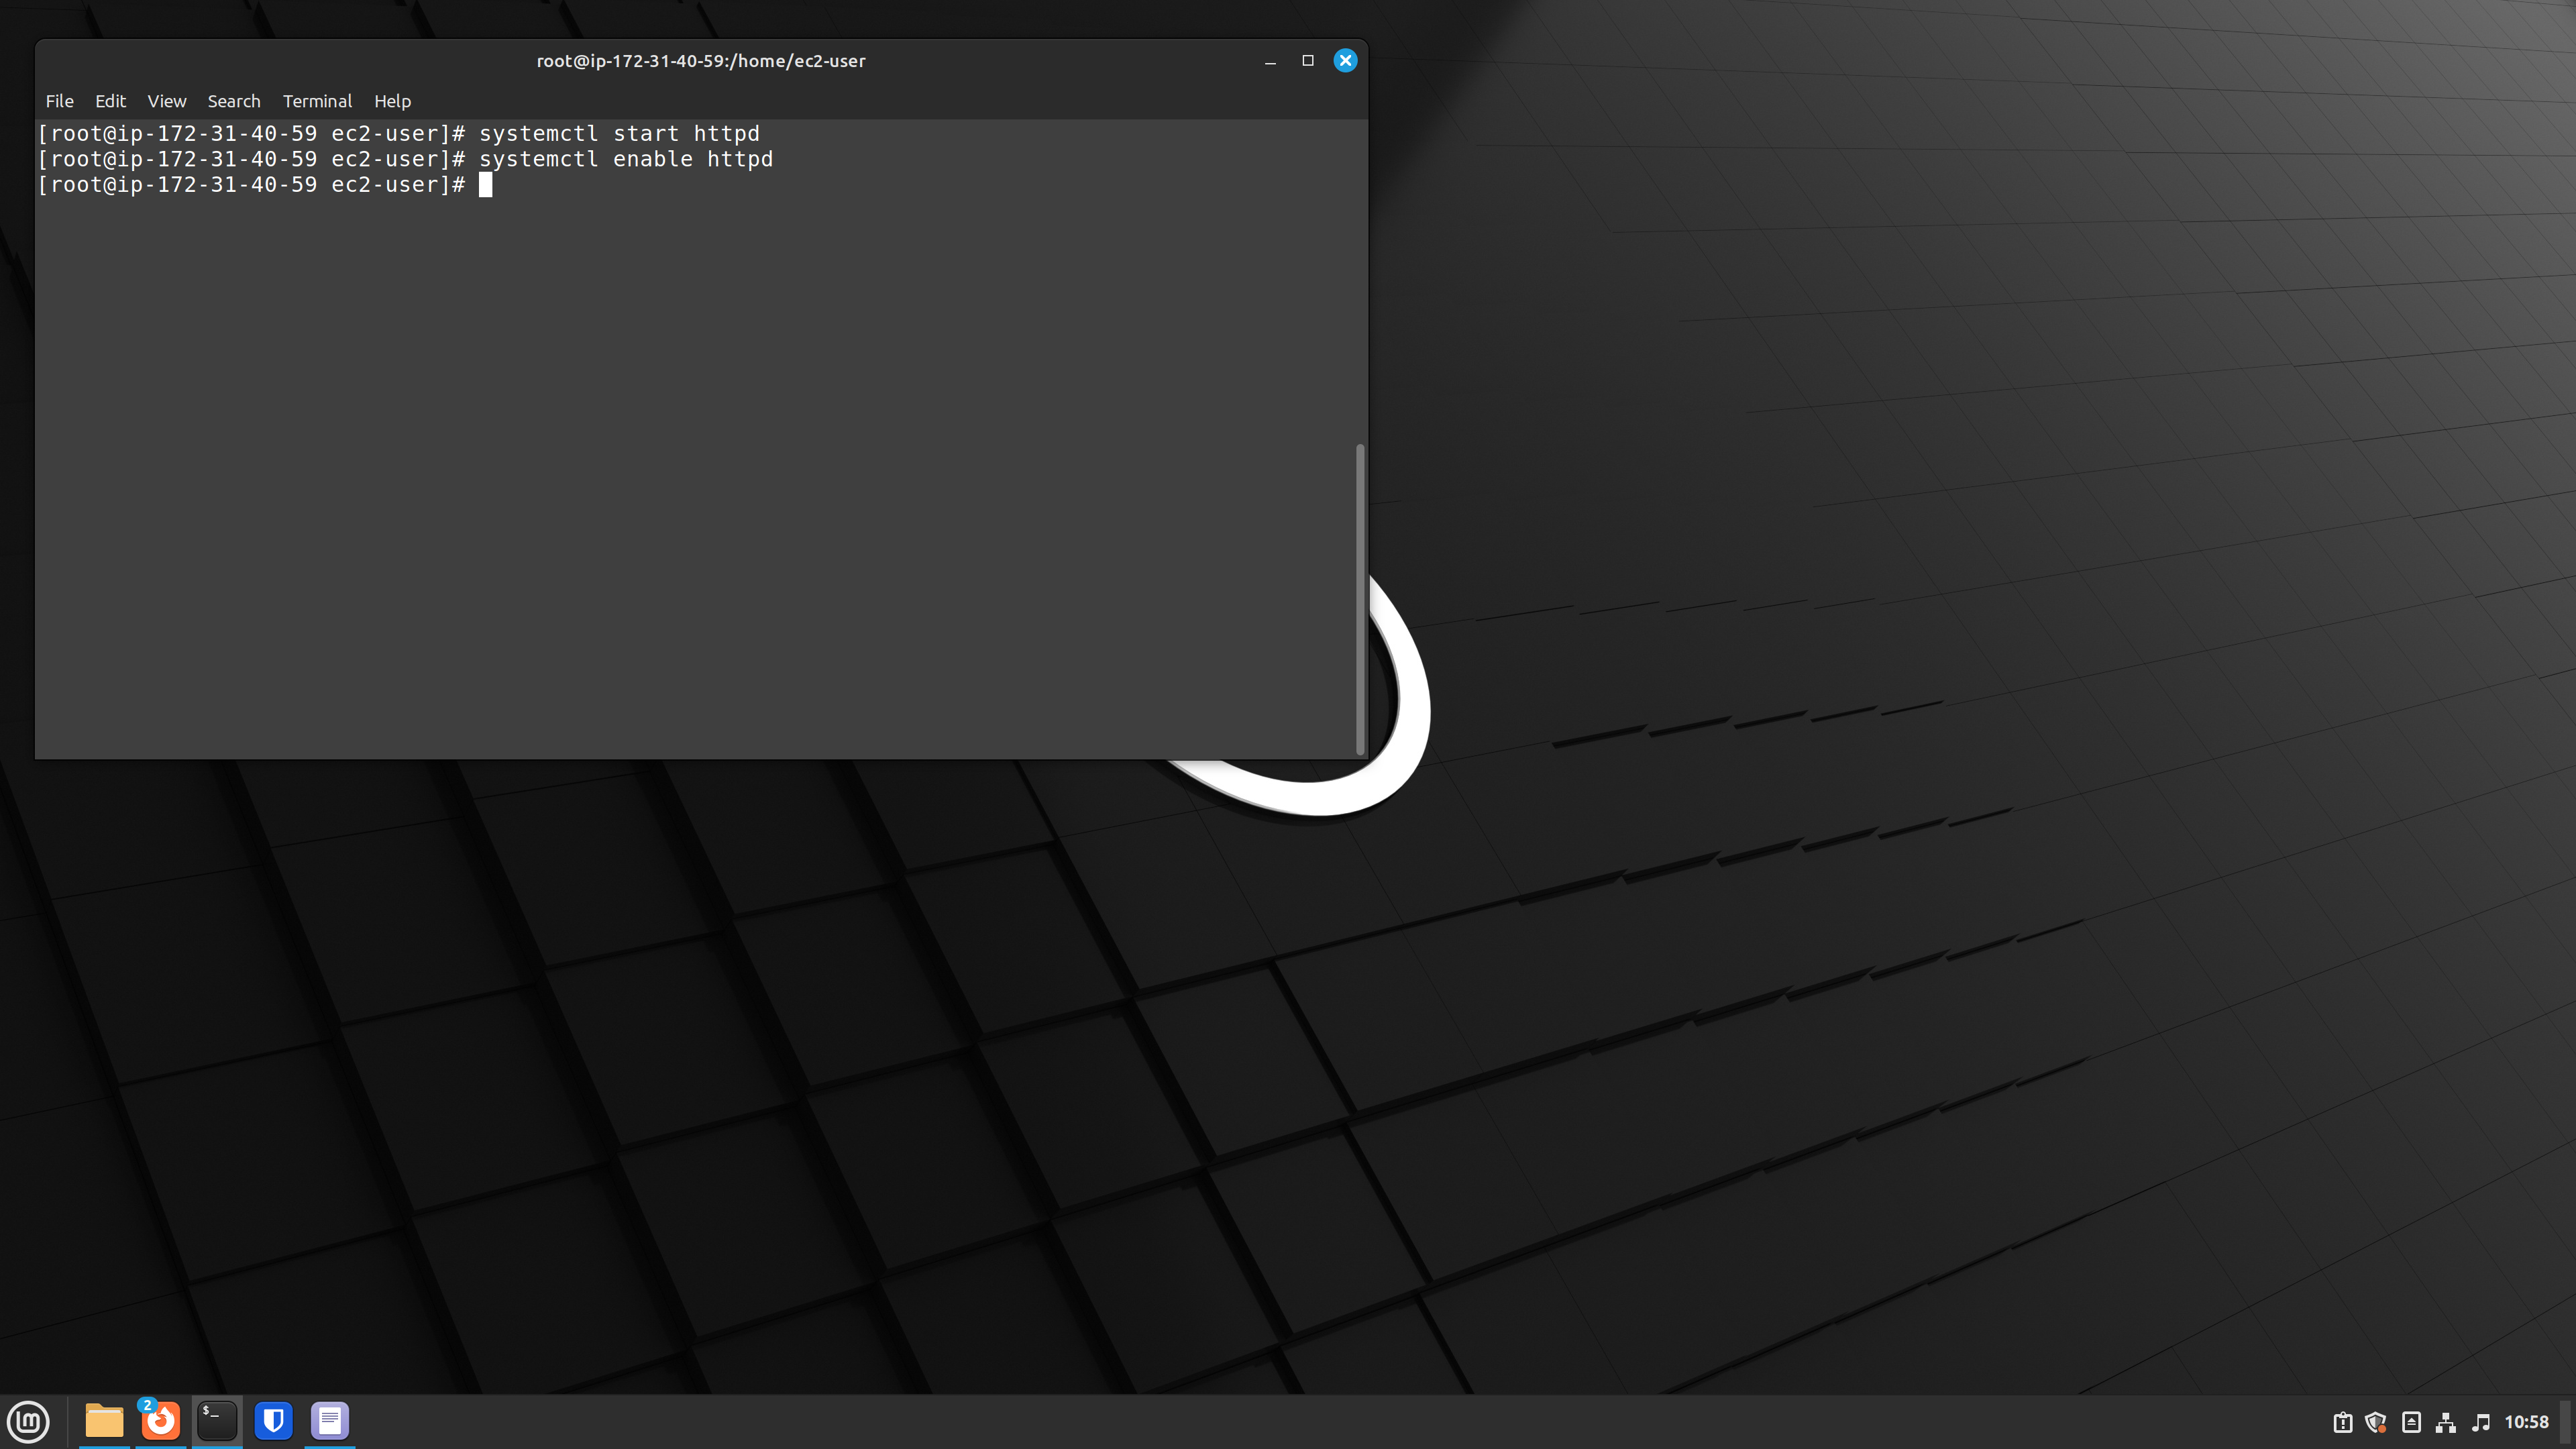 root@ip-172-31-40-59:/home/ec2-user
File Edit View Search Terminal Help
[root@ip-172-31-40-59 ec2-user]# systemctl start httpd
[root@ip-172-31-40-59 ec2-user]# systemctl enable httpd
[root@ip-172-31-40-59 ec2-user]#
2
$_
lm
10:58